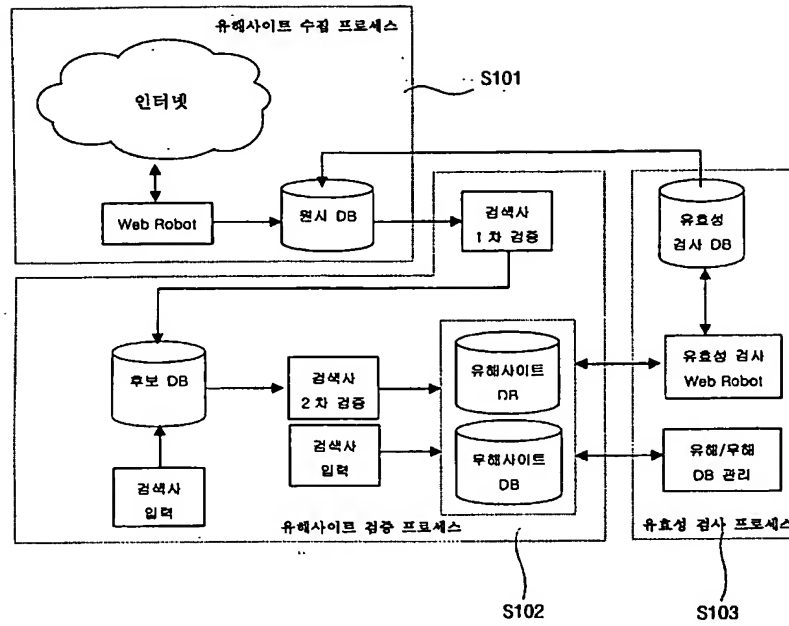 유해사이트 수집 프로세스
S101
인터넷
Web Robot
원시 DB
검색사
1 차 검증
유효성
검사 DB
후보 DB
검색사
2 차 검증
유해사이트
DB
유효성 검사
Web Robot
검색사
입력
검색사
입력
무해사이트
DB
유해/무해
DB 관리
유해사이트 검증 프로세스
유효성 검사 프로세스
S102
S103